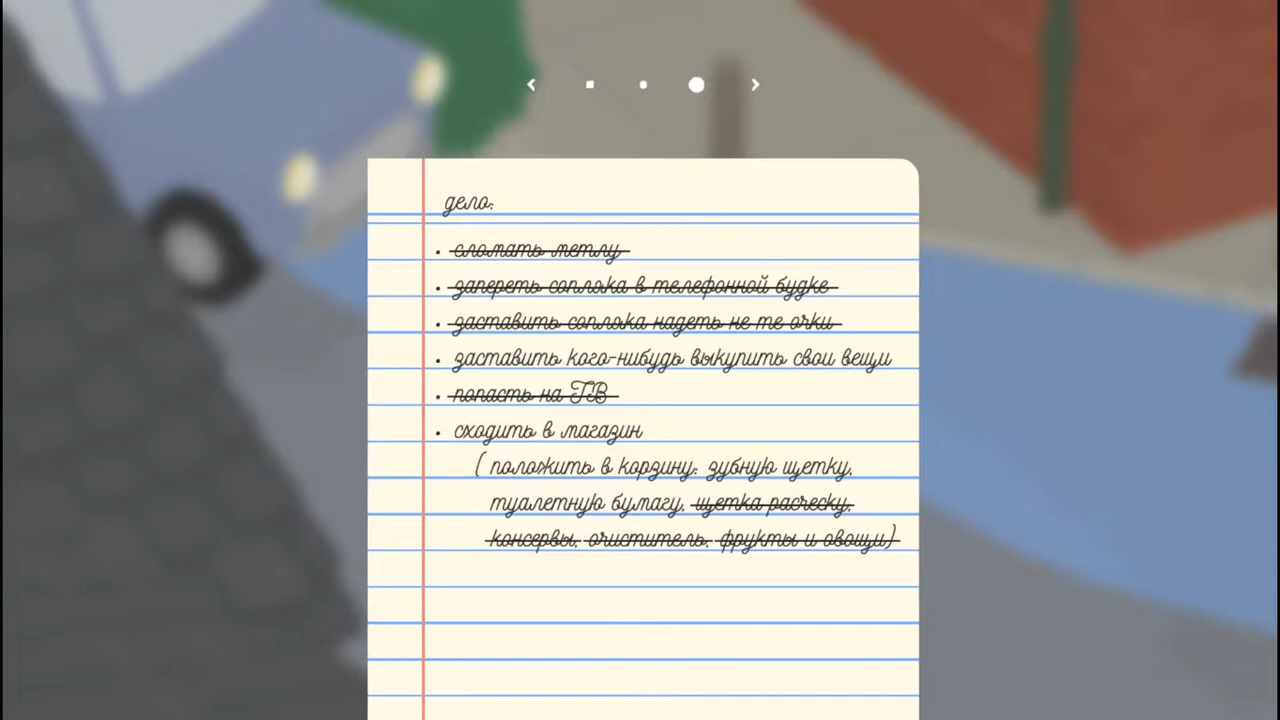 дело:
• сломать метлу
• запереть сопляка в телефонной будке
• заставить сопляка надеть не те очки
• заставить кого-нибудь выкупить свои вещи
• попасть на ТВ
• сходить в магазин
( положить в корзину: зубную щетку,
туалетную бумагу, щетка расческу,
консервы, очиститель, фрукты и овощи)